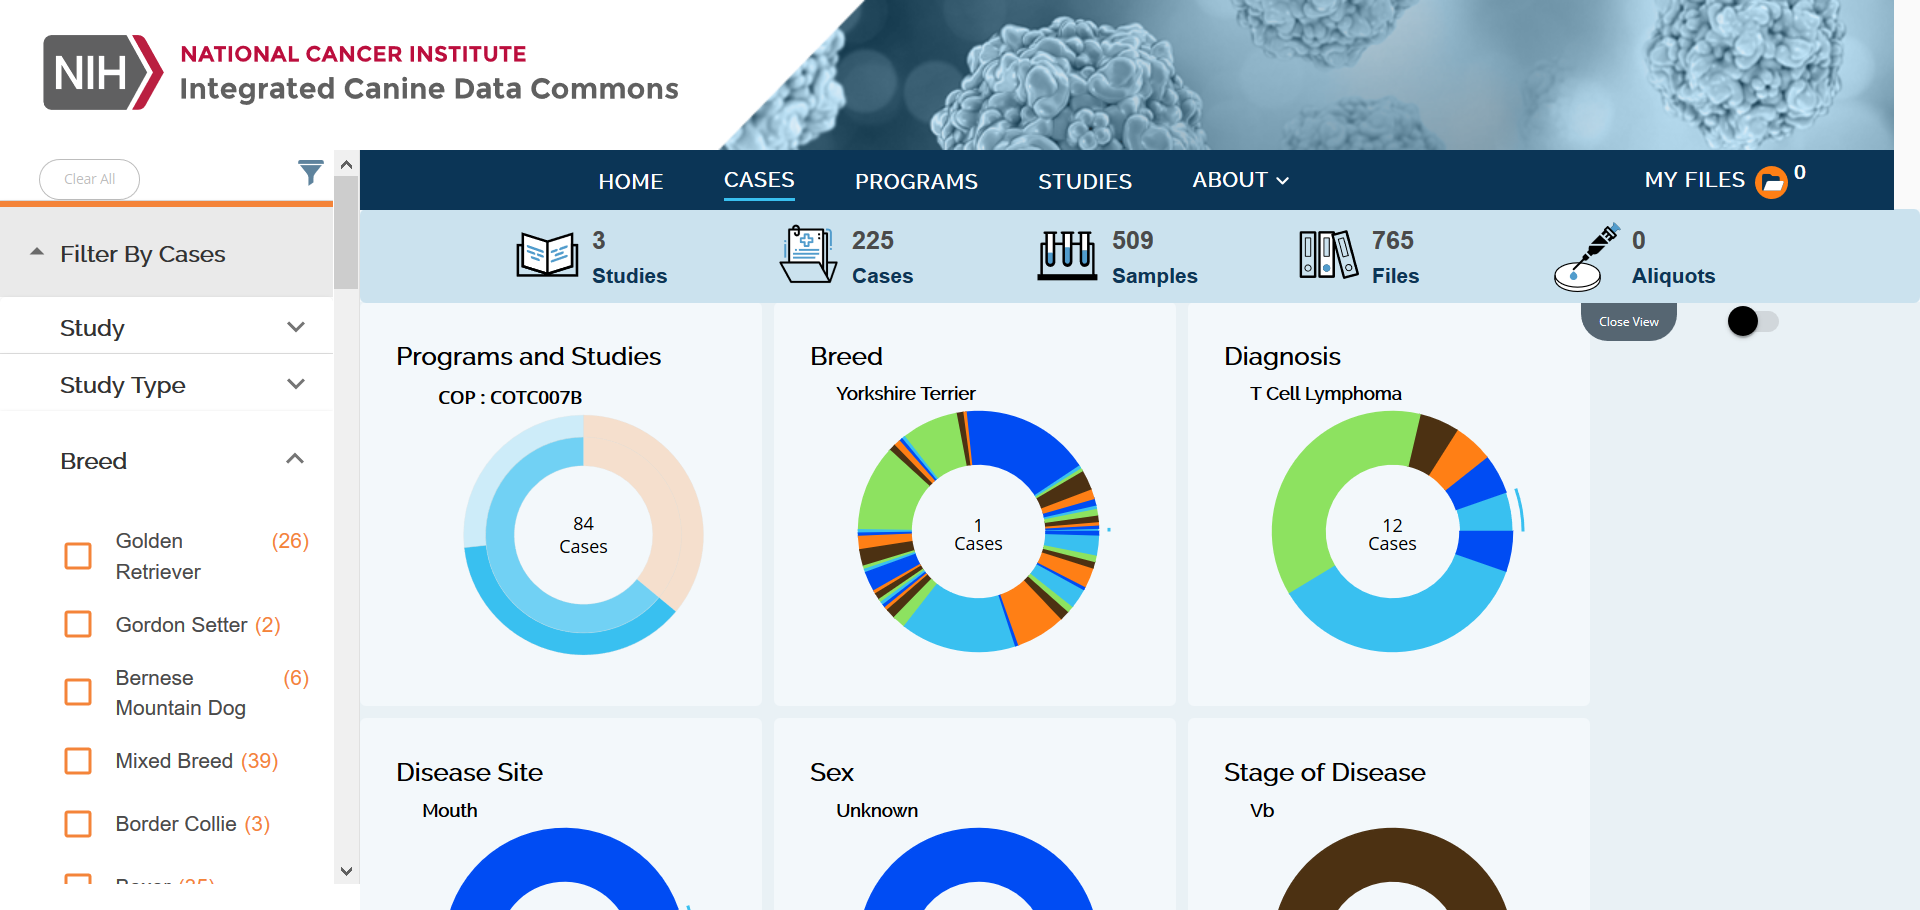 NIH
NATIONAL CANCER INSTITUTE
Integrated Canine Data Commons
Clear All
HOME
CASES
PROGRAMS
STUDIES
ABOUT
MY FILES
0
3
Studies
225
Cases
509
Samples
765
Files
0
Aliquots
Filter By Cases
Study
Study Type
Breed
Golden
Retriever
(26)
Gordon Setter (2)
Bernese
Mountain Dog
(6)
Mixed Breed (39)
Border Collie (3)
Close View
Programs and Studies
COP : COTC007B
84
Cases
Breed
Yorkshire Terrier
1
Cases
Diagnosis
T Cell Lymphoma
12
Cases
Disease Site
Mouth
Sex
Unknown
Stage of Disease
Vb